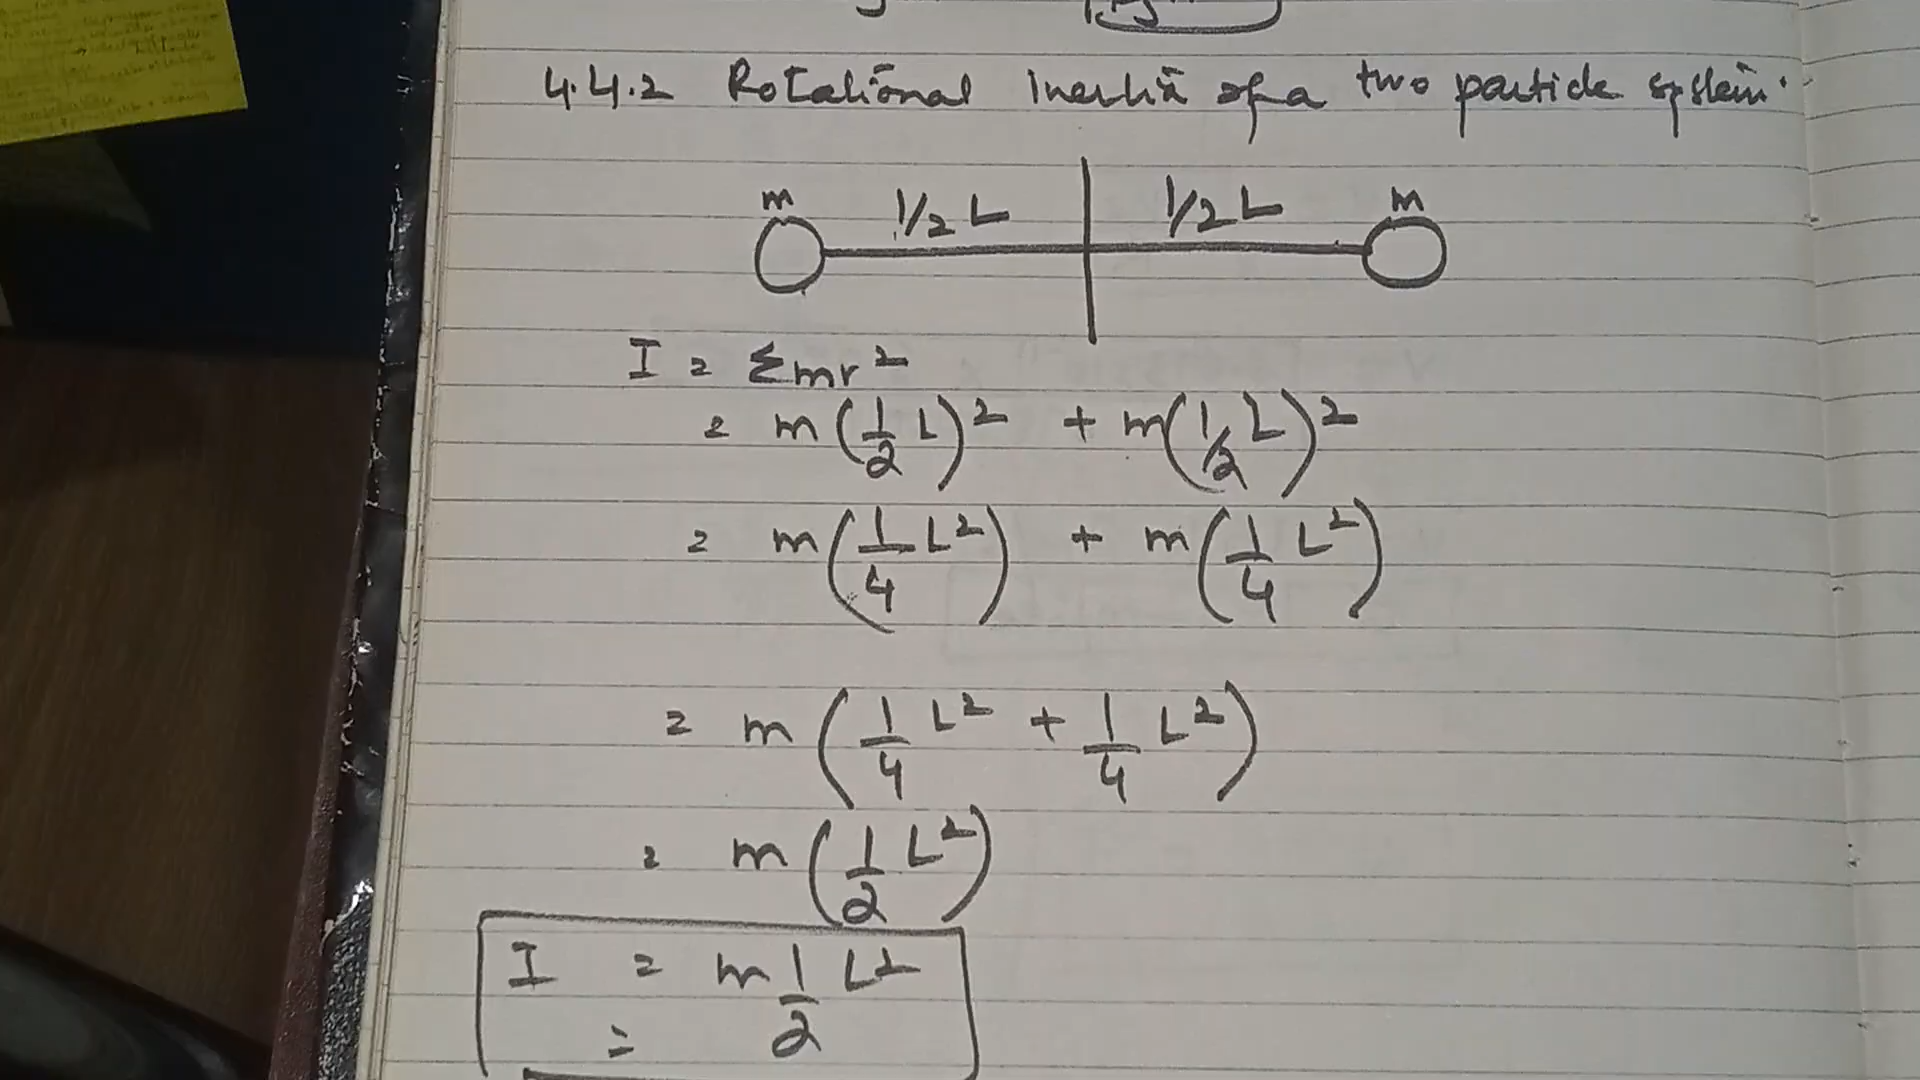 4.4.2 Rotational inertia of a two particle system.
m 1/2 L 1/2 L m
I = Σmr²
= m(1/2 L)² + m(1/2 L)²
= m(1/4 L²) + m(1/4 L²)
= m(1/4 L² + 1/4 L²)
= m(1/2 L²)
I = m 1/2 L²
=